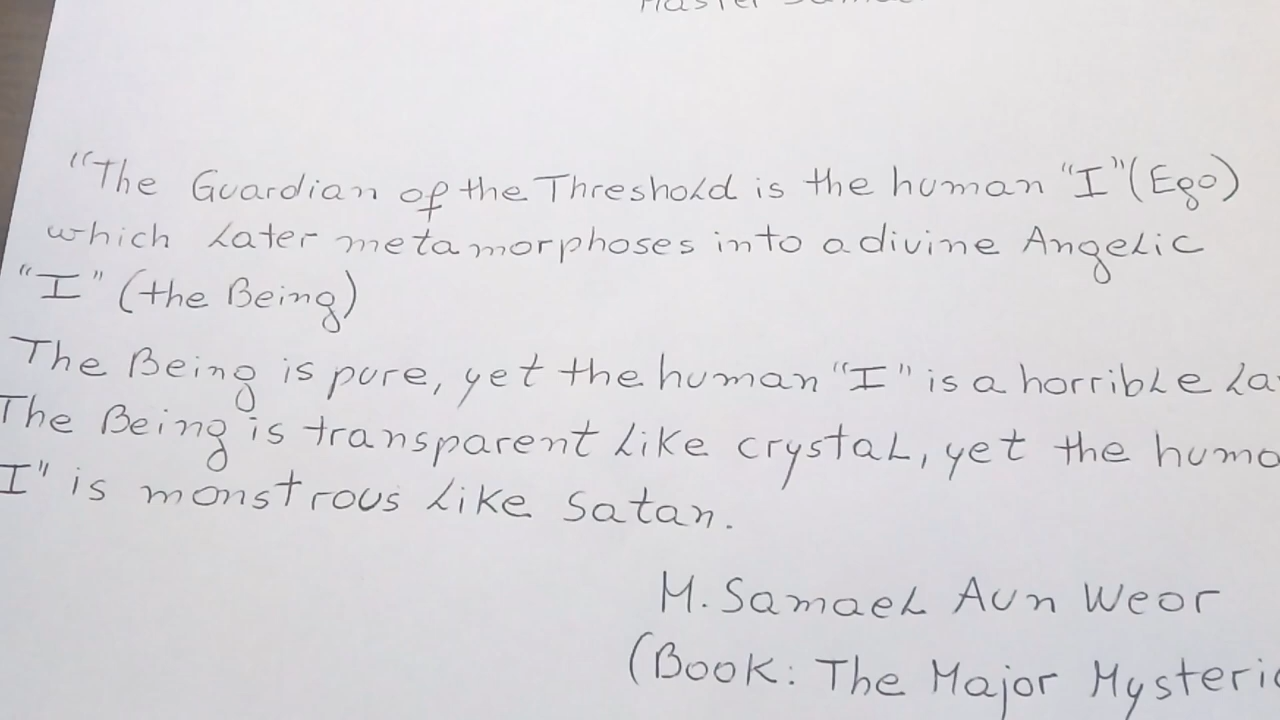 "The Guardian of the Threshold is the human "I" (Ego)
which later metamorphoses into a divine Angelic
"I" (the Being)
The Being is pure, yet the human "I" is a horrible
The Being is transparent like crystal, yet the
I" is monstrous like Satan.
M. Samael Aun Weor
(Book: The Major